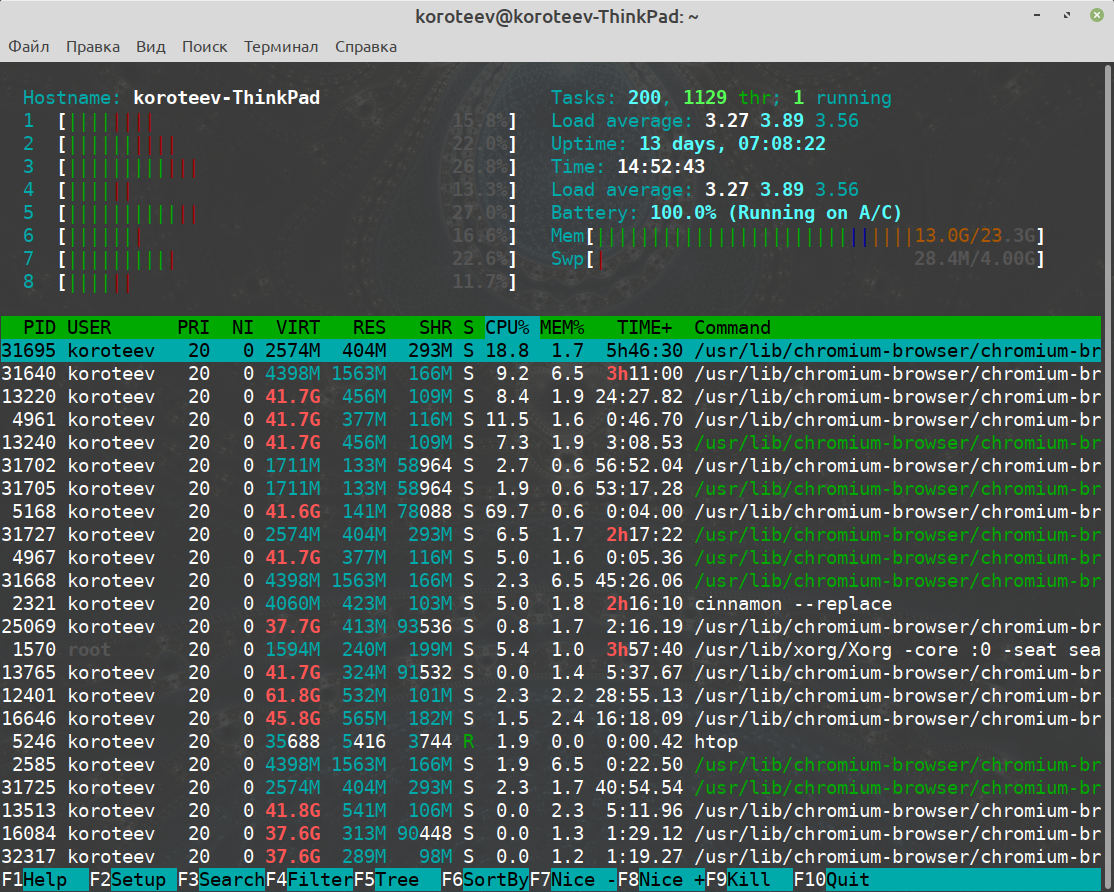 koroteev@koroteev-ThinkPad: ~
Файл Правка Вид Поиск Терминал Справка
Hostname: koroteev-ThinkPad Tasks: 200, 1129 thr; 1 running
1 [|||||||| 15.8%] Load average: 3.27 3.89 3.56
2 [|||||||||| 22.0%] Uptime: 13 days, 07:08:22
3 [|||||||||||| 26.8%] Time: 14:52:43
4 [|||||| 13.3%] Load average: 3.27 3.89 3.56
5 [|||||||||||| 27.0%] Battery: 100.0% (Running on A/C)
6 [||||||| 16.6%] Mem[|||||||||||||||||||||||||||||13.0G/23.3G]
7 [|||||||||| 22.6%] Swp[| 28.4M/4.00G]
8 [|||||| 11.7%]
PID USER PRI NI VIRT RES SHR S CPU% MEM% TIME+ Command
31695 koroteev 20 0 2574M 404M 293M S 18.8 1.7 5h46:30 /usr/lib/chromium-browser/chromium-br
31640 koroteev 20 0 4398M 1563M 166M S 9.2 6.5 3h11:00 /usr/lib/chromium-browser/chromium-br
13220 koroteev 20 0 41.7G 456M 109M S 8.4 1.9 24:27.82 /usr/lib/chromium-browser/chromium-br
4961 koroteev 20 0 41.7G 377M 116M S 11.5 1.6 0:46.70 /usr/lib/chromium-browser/chromium-br
13240 koroteev 20 0 41.7G 456M 109M S 7.3 1.9 3:08.53 /usr/lib/chromium-browser/chromium-br
31702 koroteev 20 0 1711M 133M 58964 S 2.7 0.6 56:52.04 /usr/lib/chromium-browser/chromium-br
31705 koroteev 20 0 1711M 133M 58964 S 1.9 0.6 53:17.28 /usr/lib/chromium-browser/chromium-br
5168 koroteev 20 0 41.6G 141M 78088 S 69.7 0.6 0:04.00 /usr/lib/chromium-browser/chromium-br
31727 koroteev 20 0 2574M 404M 293M S 6.5 1.7 2h17:22 /usr/lib/chromium-browser/chromium-br
4967 koroteev 20 0 41.7G 377M 116M S 5.0 1.6 0:05.36 /usr/lib/chromium-browser/chromium-br
31668 koroteev 20 0 4398M 1563M 166M S 2.3 6.5 45:26.06 /usr/lib/chromium-browser/chromium-br
2321 koroteev 20 0 4060M 423M 103M S 5.0 1.8 2h16:10 cinnamon --replace
25069 koroteev 20 0 37.7G 413M 93536 S 0.8 1.7 2:16.19 /usr/lib/chromium-browser/chromium-br
1570 root 20 0 1594M 240M 199M S 5.4 1.0 3h57:40 /usr/lib/xorg/Xorg -core :0 -seat sea
13765 koroteev 20 0 41.7G 324M 91532 S 0.0 1.4 5:37.67 /usr/lib/chromium-browser/chromium-br
12401 koroteev 20 0 61.8G 532M 101M S 2.3 2.2 28:55.13 /usr/lib/chromium-browser/chromium-br
16646 koroteev 20 0 45.8G 565M 182M S 1.5 2.4 16:18.09 /usr/lib/chromium-browser/chromium-br
5246 koroteev 20 0 35688 5416 3744 R 1.9 0.0 0:00.42 htop
2585 koroteev 20 0 4398M 1563M 166M S 1.9 6.5 0:22.50 /usr/lib/chromium-browser/chromium-br
31725 koroteev 20 0 2574M 404M 293M S 2.3 1.7 40:54.54 /usr/lib/chromium-browser/chromium-br
13513 koroteev 20 0 41.8G 541M 106M S 0.0 2.3 5:11.96 /usr/lib/chromium-browser/chromium-br
16084 koroteev 20 0 37.6G 313M 90448 S 0.0 1.3 1:29.12 /usr/lib/chromium-browser/chromium-br
32317 koroteev 20 0 37.6G 289M 98M S 0.0 1.2 1:19.27 /usr/lib/chromium-browser/chromium-br
F1Help F2Setup F3SearchF4FilterF5Tree F6SortByF7Nice -F8Nice +F9Kill F10Quit